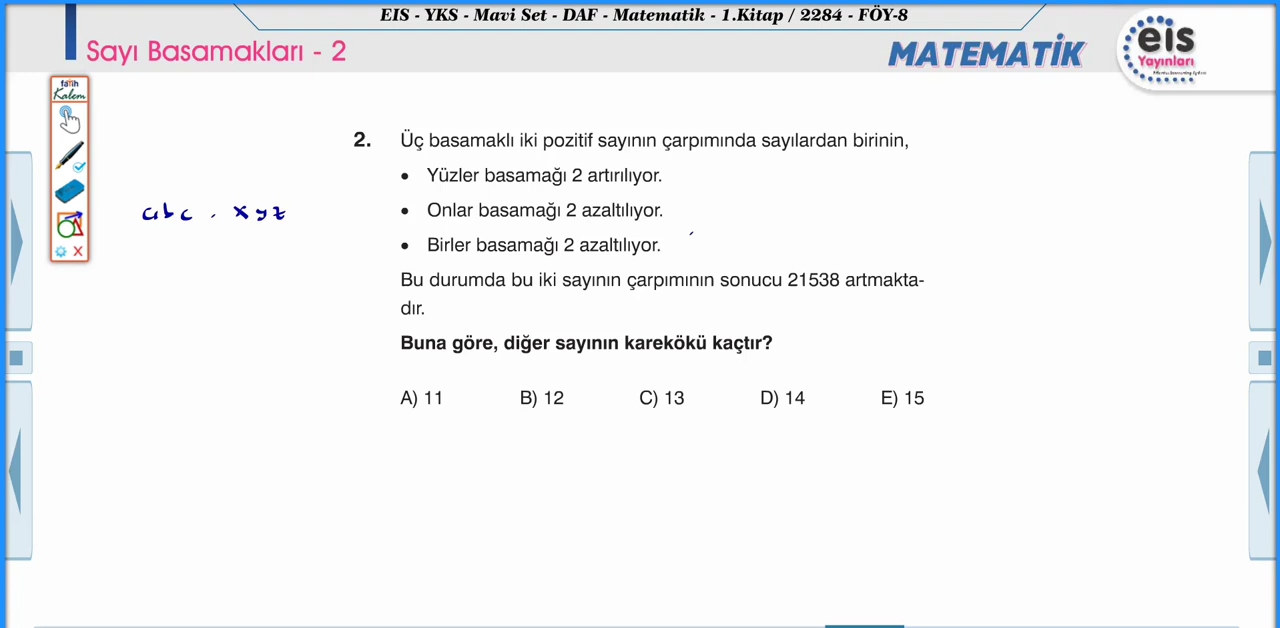 EIS - YKS - Mavi Set - DAF - Matematik - 1.Kitap / 2284 - FÖY-8
Sayı Basamakları - 2
MATEMATİK
eis
Yayınları
fatih
Kalem
2. Üç basamaklı iki pozitif sayının çarpımında sayılardan birinin,
• Yüzler basamağı 2 artırılıyor.
• Onlar basamağı 2 azaltılıyor.
• Birler basamağı 2 azaltılıyor.
abc . xyz
Bu durumda bu iki sayının çarpımının sonucu 21538 artmakta-
dır.
Buna göre, diğer sayının karekökü kaçtır?
A) 11 B) 12 C) 13 D) 14 E) 15
X